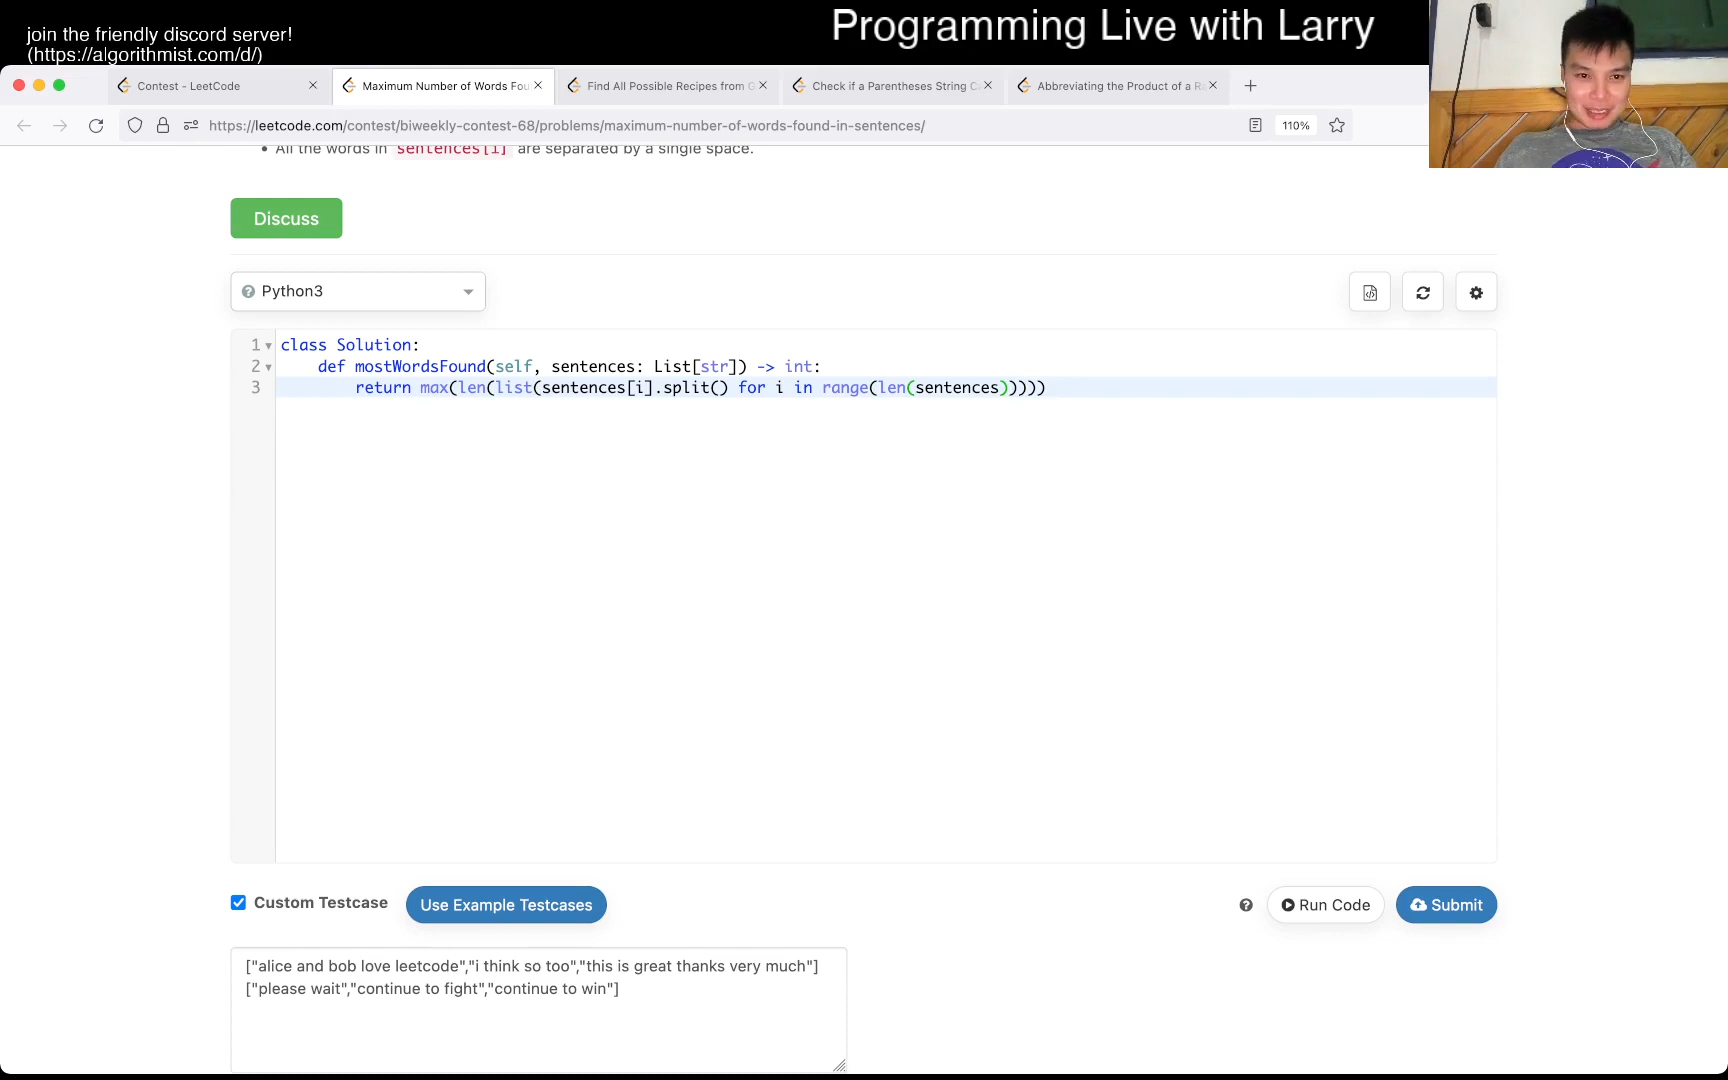 join the friendly discord server!
(https://algorithmist.com/d/)
Programming Live with Larry
Contest - LeetCode
Maximum Number of Words Fou
Find All Possible Recipes from G
Check if a Parentheses String C
Abbreviating the Product of a R
https://leetcode.com/contest/biweekly-contest-68/problems/maximum-number-of-words-found-in-sentences/
110%
All the words in sentences[i] are separated by a single space.
Discuss
Python3
1 class Solution:
2 def mostWordsFound(self, sentences: List[str]) -> int:
3 return max(len(list(sentences[i].split() for i in range(len(sentences)))))
Custom Testcase
Use Example Testcases
Run Code
Submit
["alice and bob love leetcode","i think so too","this is great thanks very much"]
["please wait","continue to fight","continue to win"]